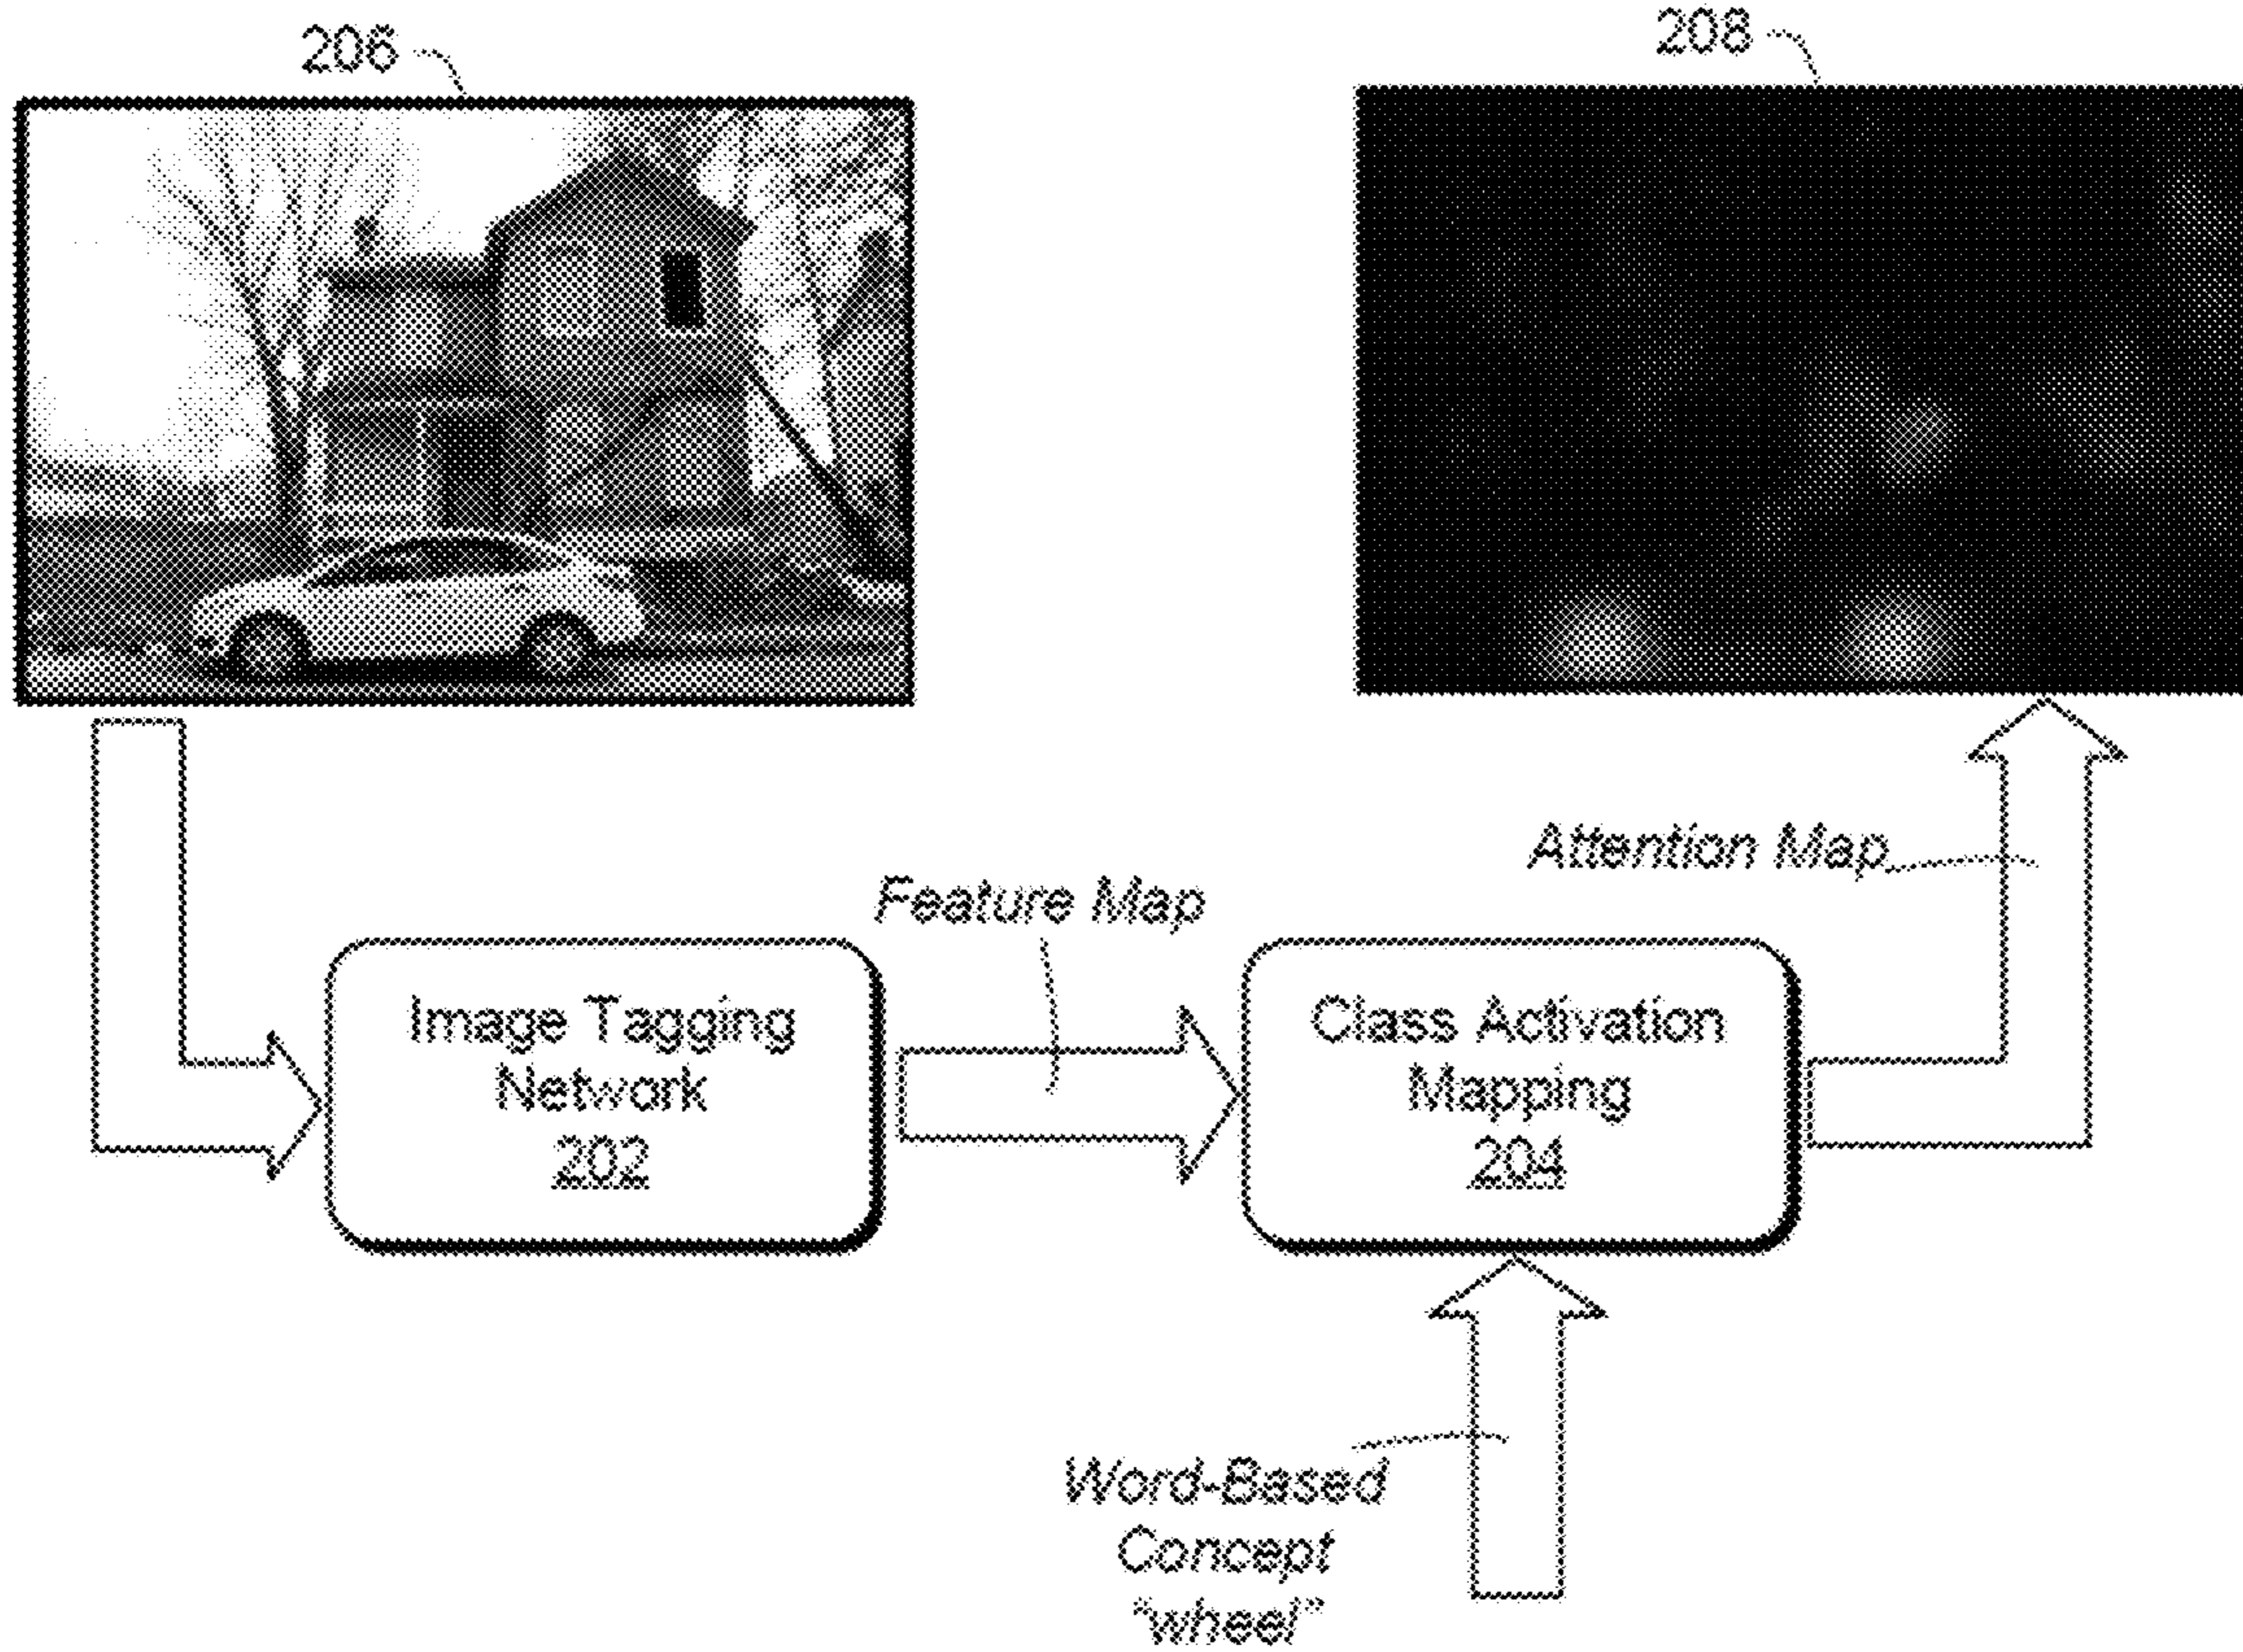 206
208
Attention Map
Feature Map
Image Tagging
Network
202
Class Activation
Mapping
204
Word-Based
Concept
"wheel"